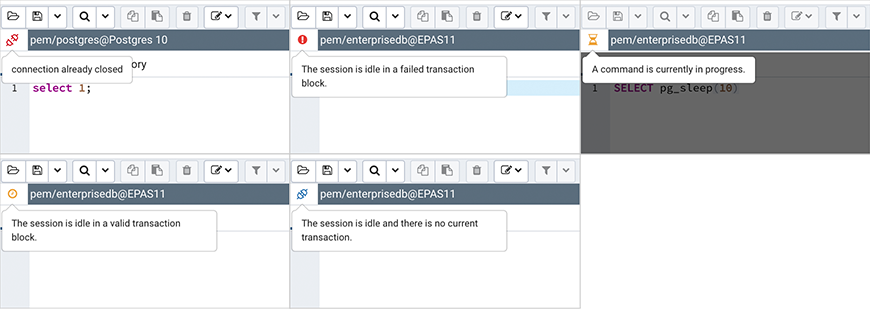 pem/postgres@Postgres 10
connection already closed
ory
1 select 1;
pem/enterprisedb@EPAS11
The session is idle in a failed transaction
block.
pem/enterprisedb@EPAS11
A command is currently in progress.
1 SELECT pg_sleep(10)
pem/enterprisedb@EPAS11
The session is idle in a valid transaction
block.
pem/enterprisedb@EPAS11
The session is idle and there is no current
transaction.